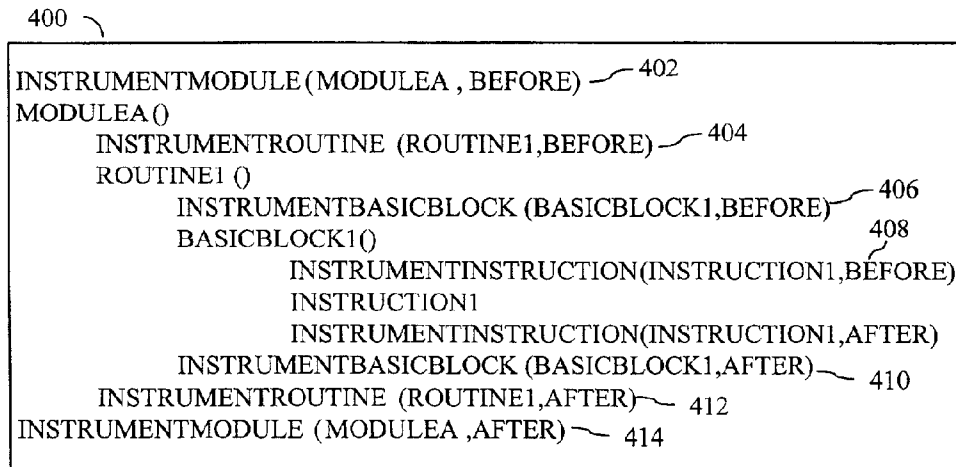 400
INSTRUMENTMODULE (MODULEA , BEFORE) 402
MODULEA ()
INSTRUMENTROUTINE (ROUTINE1,BEFORE) 404
ROUTINE1 ()
INSTRUMENTBASICBLOCK (BASICBLOCK1,BEFORE) 406
BASICBLOCK1()
408
INSTRUMENTINSTRUCTION(INSTRUCTION1,BEFORE)
INSTRUCTION1
INSTRUMENTINSTRUCTION(INSTRUCTION1,AFTER)
INSTRUMENTBASICBLOCK (BASICBLOCK1,AFTER) 410
INSTRUMENTROUTINE (ROUTINE1,AFTER) 412
INSTRUMENTMODULE (MODULEA ,AFTER) 414